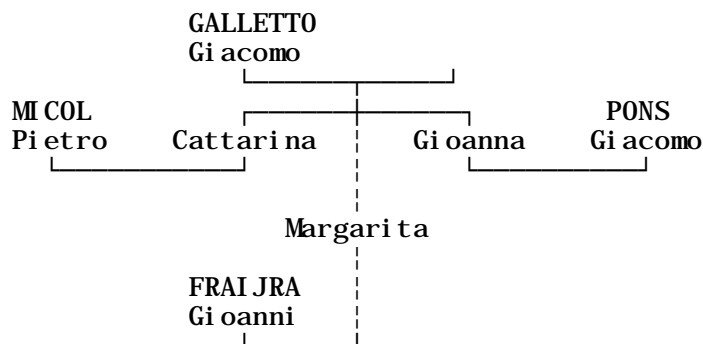 GALLETTO
Giacomo
MICOL PONS
Pietro Cattarina Gioanna Giacomo
Margarita
FRAIJRA
Gioanni